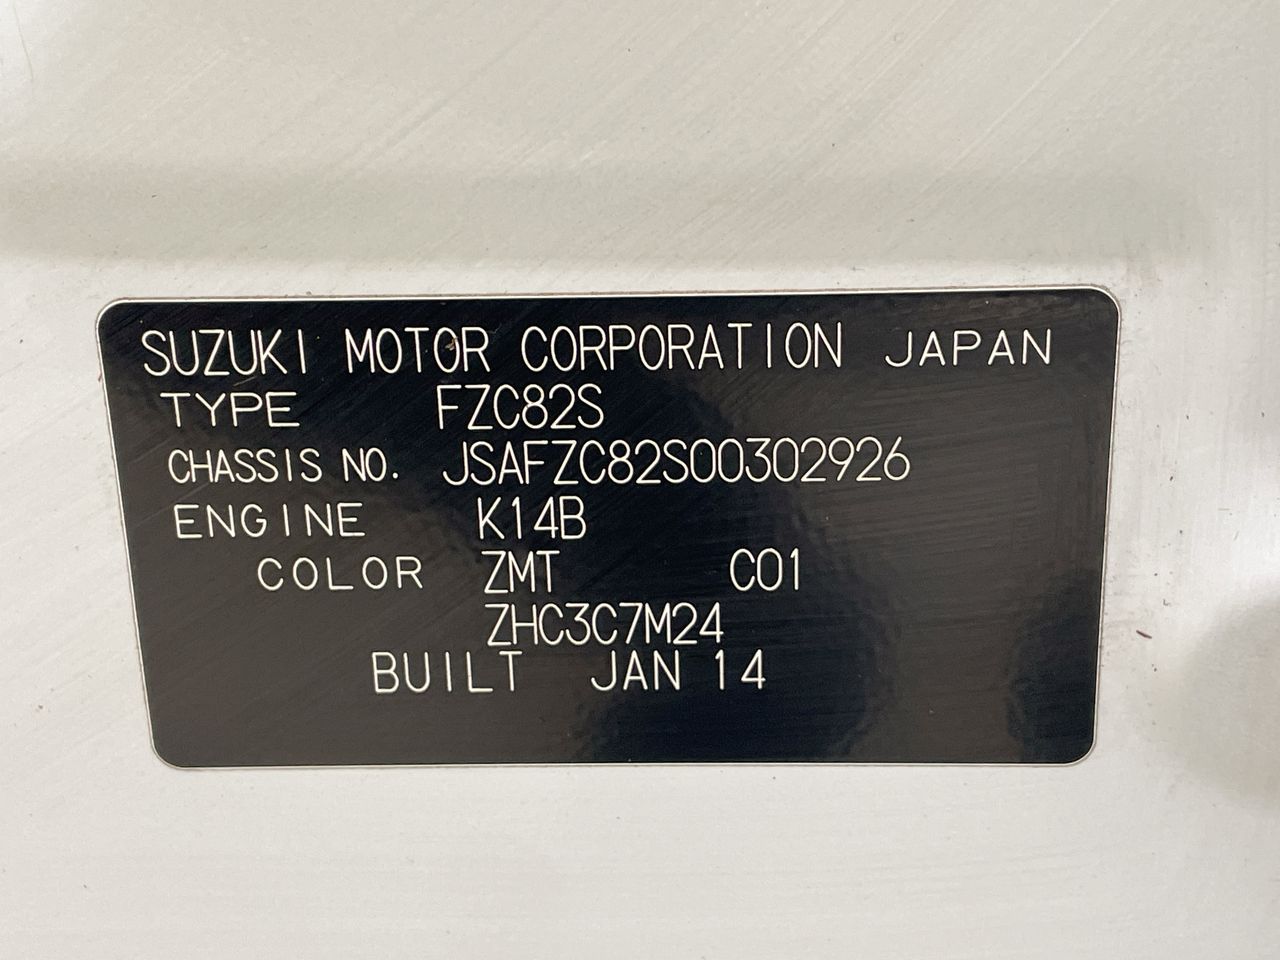 SUZUKI MOTOR CORPORATION JAPAN
TYPE FZC82S
CHASSIS NO. JSAFZC82S00302926
ENGINE K14B
COLOR ZMT C01
ZHC3C7M24
BUILT JAN 14